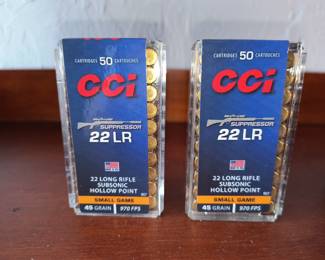 CARTRIDGES 50 CARTOUCHES
CCi
SUPPRESSOR
22 LR
22 LONG RIFLE
SUBSONIC
HOLLOW POINT
SMALL GAME
45 GRAIN 970 FPS
CARTRIDGES 50 CARTOUCHES
CCi
SUPPRESSOR
22 LR
22 LONG RIFLE
SUBSONIC
HOLLOW POINT
SMALL GAME
45 GRAIN 970 FPS